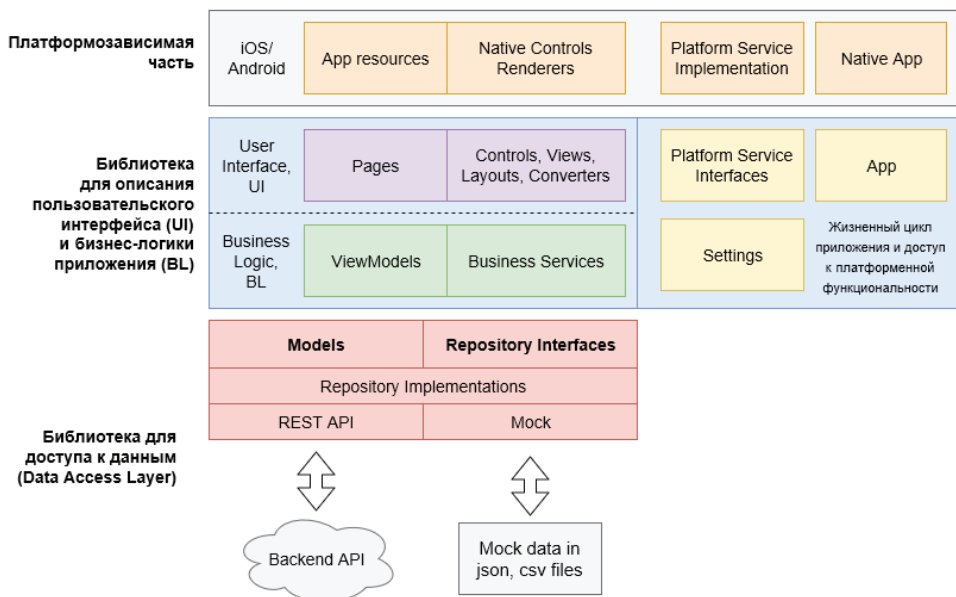 Платформозависимая
часть
iOS/
Android
App resources
Native Controls
Renderers
Platform Service
Implementation
Native App
Библиотека
для описания
пользовательского
интерфейса (UI)
и бизнес-логики
приложения (BL)
User
Interface,
UI
Pages
Controls, Views,
Layouts, Converters
Platform Service
Interfaces
App
Business
Logic,
BL
ViewModels
Business Services
Settings
Жизненный цикл
приложения и доступ
к платформенной
функциональности
Models
Repository Interfaces
Repository Implementations
REST API
Mock
Библиотека для
доступа к данным
(Data Access Layer)
Backend API
Mock data in
json, csv files